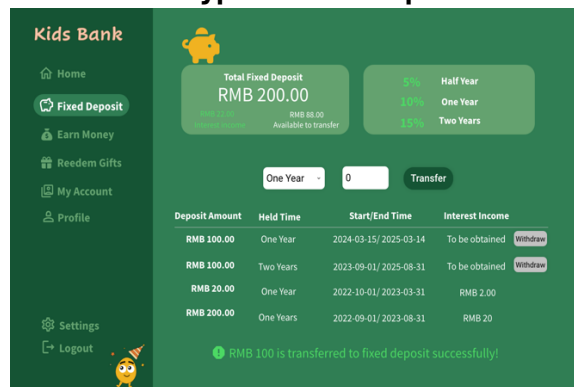 Kids Bank
Home
Fixed Deposit
Earn Money
Reedem Gifts
My Account
Profile
Settings
Logout
Total Fixed Deposit
RMB 200.00
RMB 22.00
Interest Income
RMB 88.00
Available to transfer
5% Half Year
10% One Year
15% Two Years
One Year 0 Transfer
Deposit Amount Held Time Start/End Time Interest Income
RMB 100.00 One Year 2024-03-15/ 2025-03-14 To be obtained Withdraw
RMB 100.00 Two Years 2023-09-01/ 2025-08-31 To be obtained Withdraw
RMB 20.00 One Year 2022-10-01/ 2023-03-31 RMB 2.00
RMB 200.00 One Years 2022-09-01/ 2023-08-31 RMB 20
RMB 100 is transferred to fixed deposit successfully!